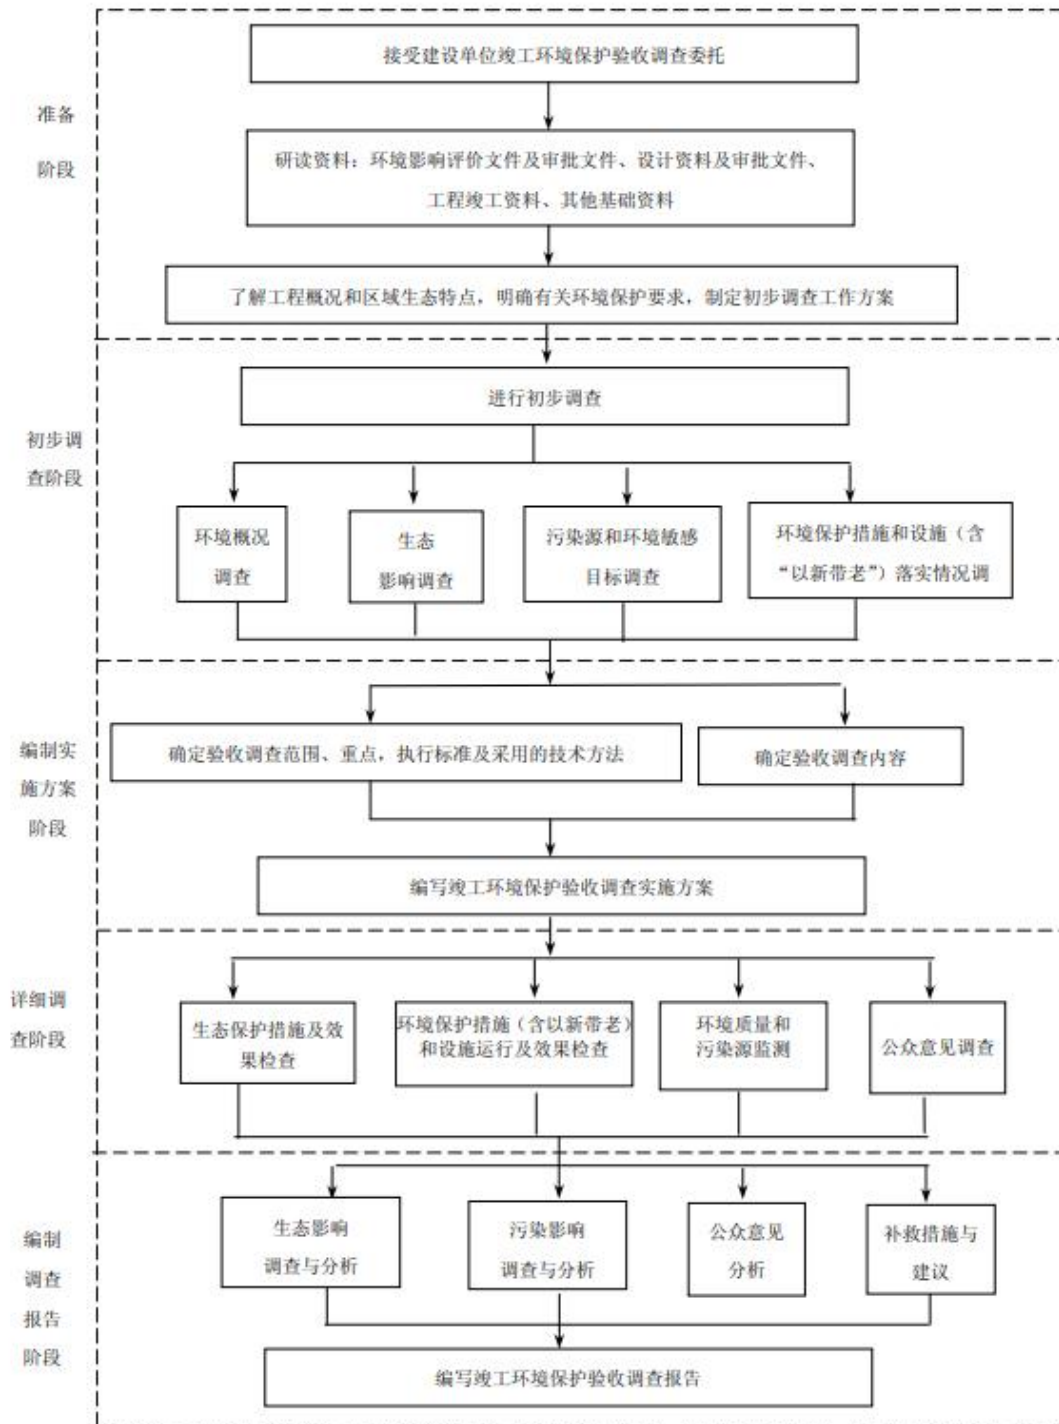 接受建设单位竣工环境保护验收调查委托
准备
阶段
研读资料：环境影响评价文件及审批文件、设计资料及审批文件、
工程竣工资料、其他基础资料
了解工程概况和区域生态特点，明确有关环境保护要求，制定初步调查工作方案
进行初步调查
初步调
查阶段
环境概况
调查
生态
影响调查
污染源和环境敏感
目标调查
环境保护措施和设施（含
“以新带老”）落实情况调
编制实
施方案
阶段
确定验收调查范围、重点，执行标准及采用的技术方法
确定验收调查内容
编写竣工环境保护验收调查实施方案
详细调
查阶段
生态保护措施及效
果检查
环境保护措施（含以新带老）
和设施运行及效果检查
环境质量和
污染源监测
公众意见调查
编制
调查
报告
阶段
生态影响
调查与分析
污染影响
调查与分析
公众意见
分析
补救措施与
建议
编写竣工环境保护验收调查报告